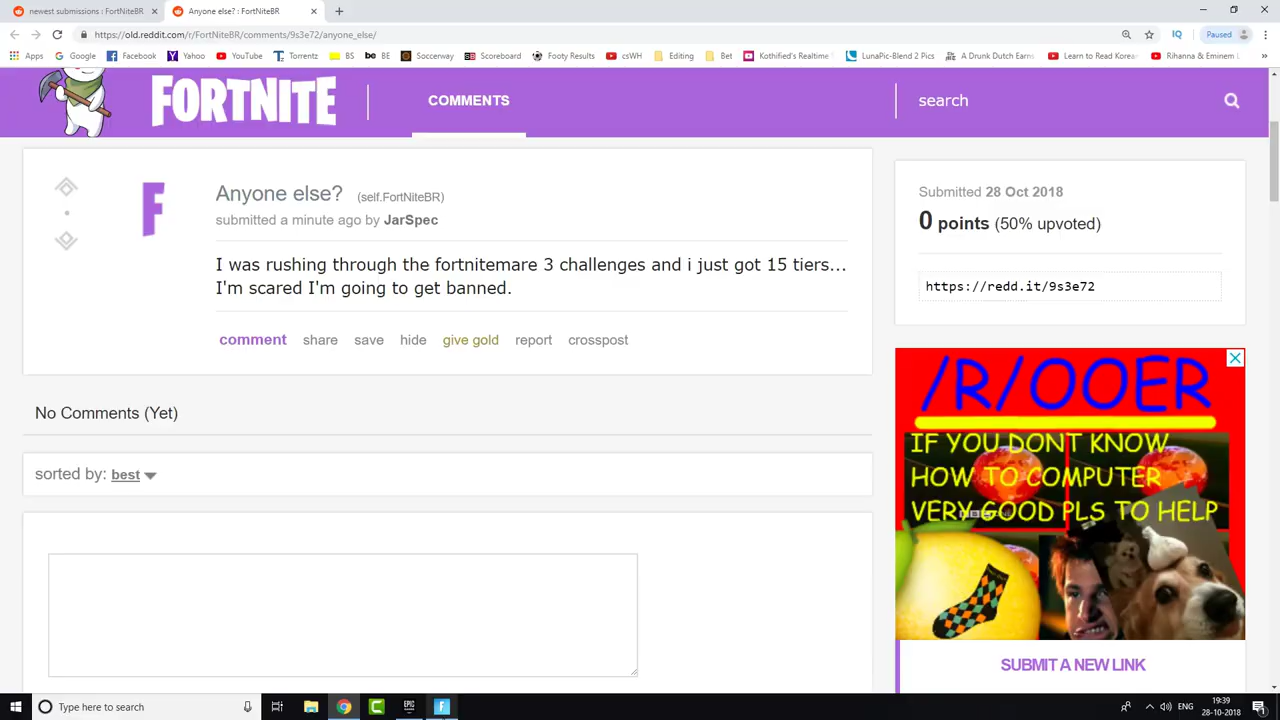 newest submissions : FortNiteBR
Anyone else? : FortNiteBR
https://old.reddit.com/r/FortNiteBR/comments/9s3e72/anyone_else/
IQ
Paused
Apps
Google
Facebook
Yahoo
YouTube
Torrentz
BS
BE
Soccerway
Scoreboard
Footy Results
csWH
Editing
Bet
Kothified's Realtime
LunaPic-Blend 2 Pics
A Drunk Dutch Earns
Learn to Read Korea
Rihanna & Eminem L
FORTNITE
COMMENTS
search
Anyone else? (self.FortNiteBR)
submitted a minute ago by JarSpec
I was rushing through the fortnitemare 3 challenges and i just got 15 tiers...
I'm scared I'm going to get banned.
comment share save hide give gold report crosspost
No Comments (Yet)
sorted by: best
Submitted 28 Oct 2018
0 points (50% upvoted)
https://redd.it/9s3e72
/R/OOER
IF YOU DONT KNOW
HOW TO COMPUTER
VERY GOOD PLS TO HELP
SUBMIT A NEW LINK
Type here to search
EPIC
ENG
19:39
28-10-2018